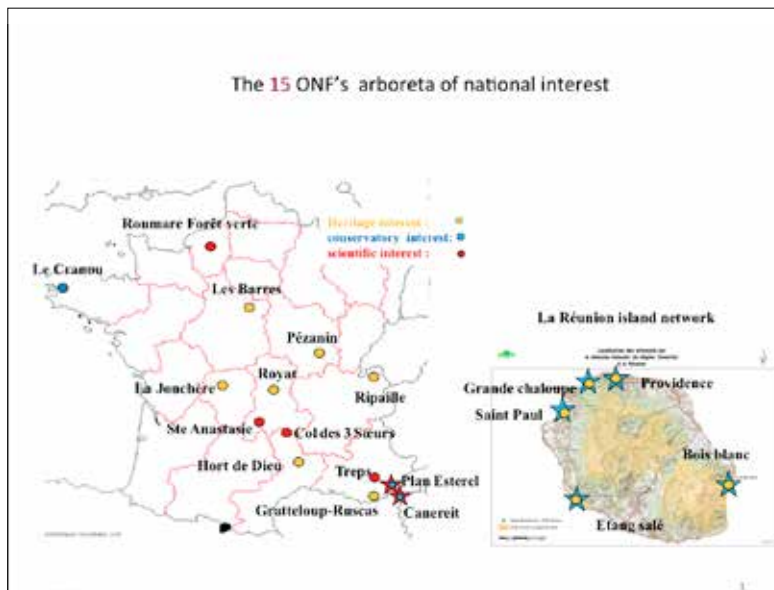 The 15 ONF's arboreta of national interest
Roumare Forêt verte
Heritage interest :
conservatory interest:
scientific interest :
Le Cranou
Les Barres
Pézanin
La Jonchère
Royat
Ripaille
Ste Anastasie
Col des 3 Sœurs
Hort de Dieu
Treps
Plan Esterel
Gratteloup-Ruscas
Canereit
La Réunion island network
Grande chaloupe
Providence
Saint Paul
Bois blanc
Etang salé